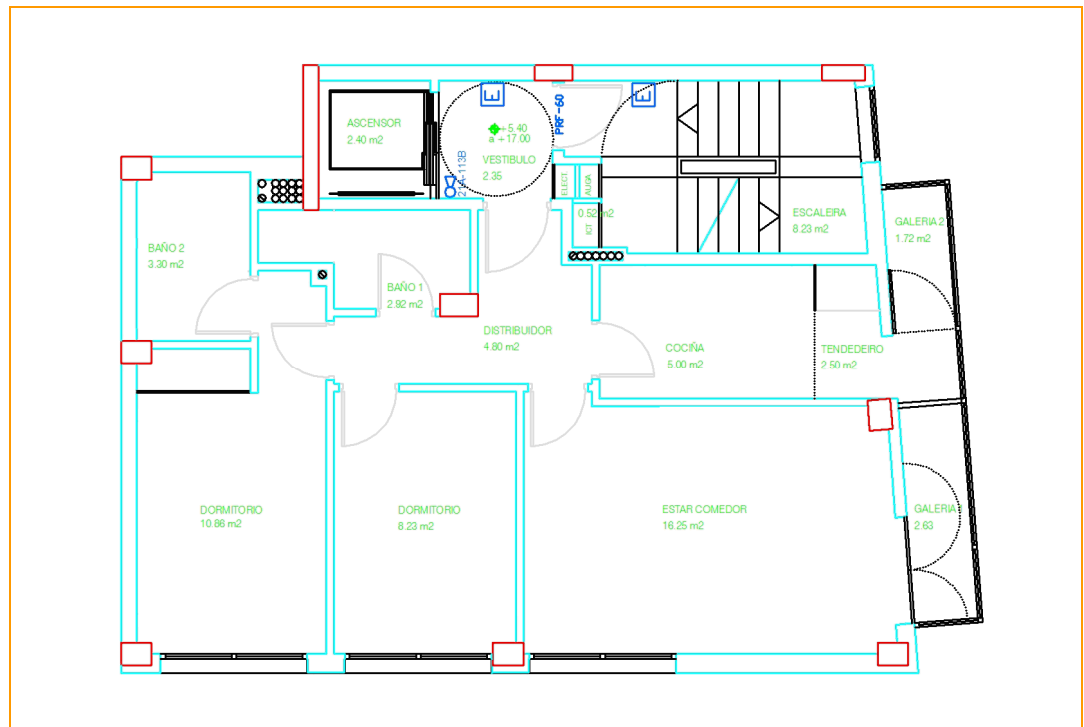 E
E
PRF-60
ASCENSOR
2.40 m2
+5.40
a +17.00
VESTIBULO
2.35
21A-113B
ELECT.
AUGA
0.52 m2
ICT
ESCALEIRA
8.23 m2
GALERIA 2
1.72 m2
BAÑO 2
3.30 m2
BAÑO 1
2.92 m2
DISTRIBUIDOR
4.80 m2
COCIÑA
5.00 m2
TENDEDEIRO
2.50 m2
DORMITORIO
10.86 m2
DORMITORIO
8.23 m2
ESTAR COMEDOR
16.25 m2
GALERIA 1
2.63